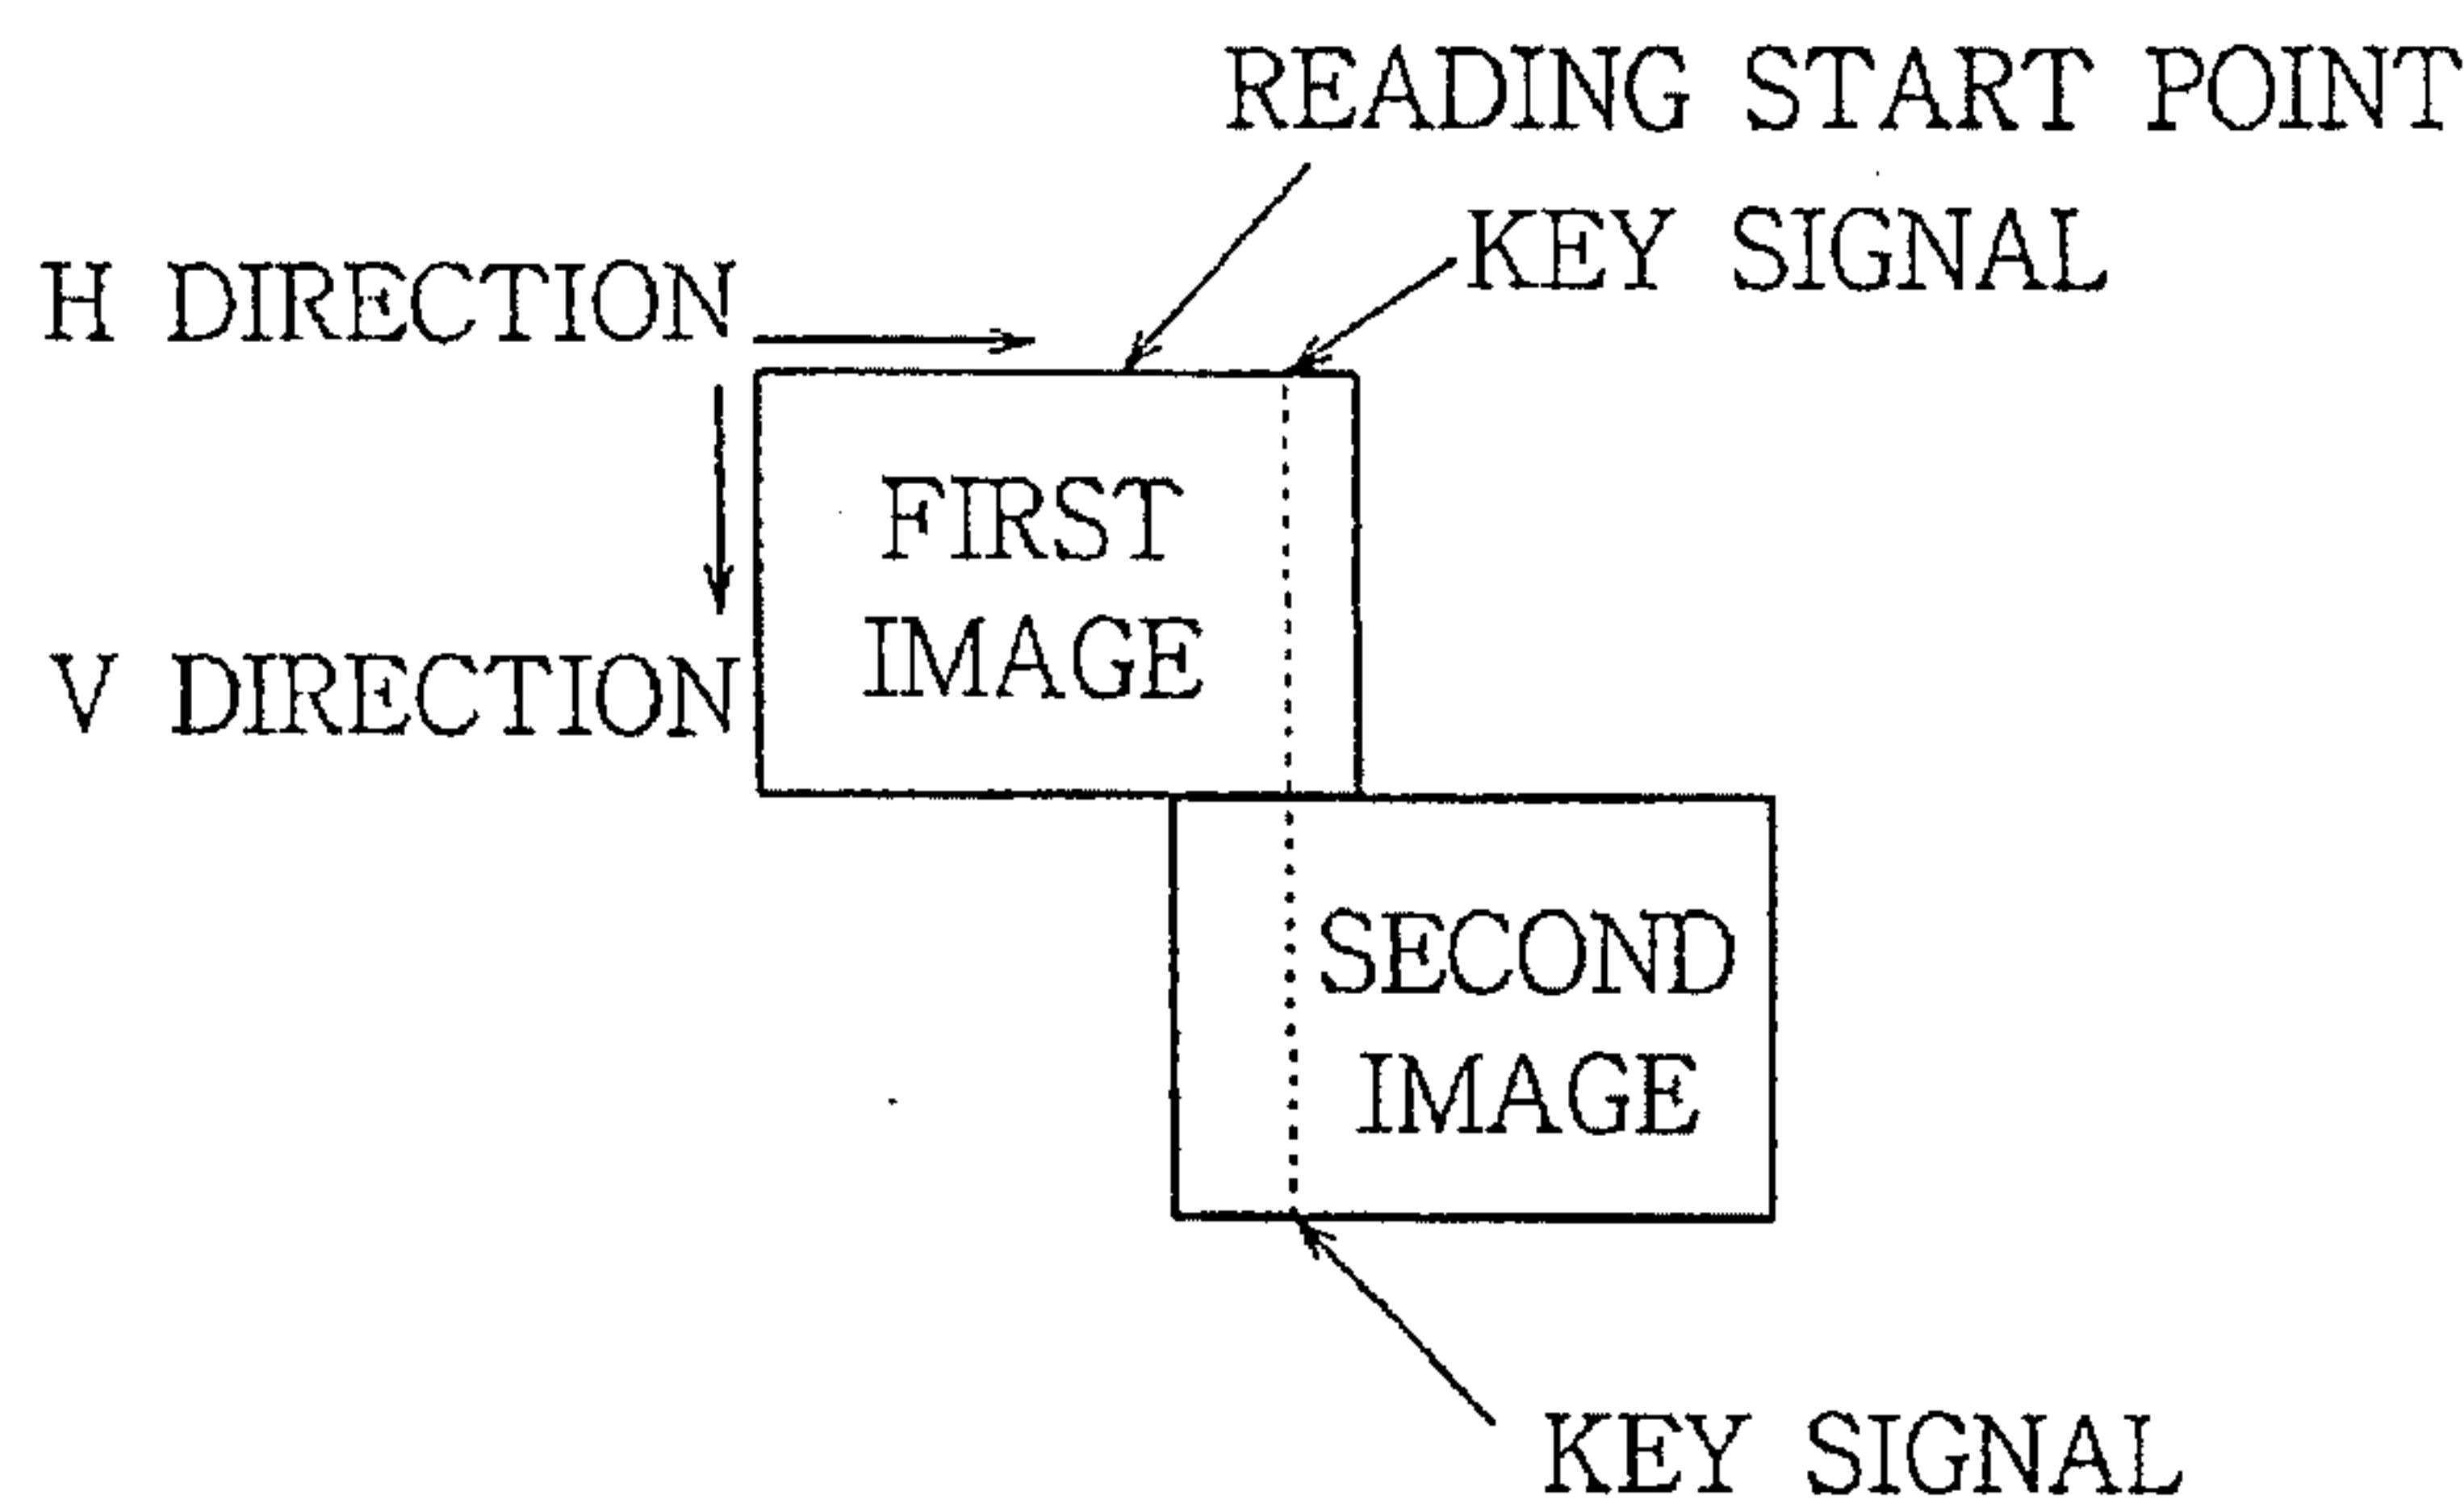 READING START POINT
KEY SIGNAL
H DIRECTION
FIRST
IMAGE
V DIRECTION
SECOND
IMAGE
KEY SIGNAL